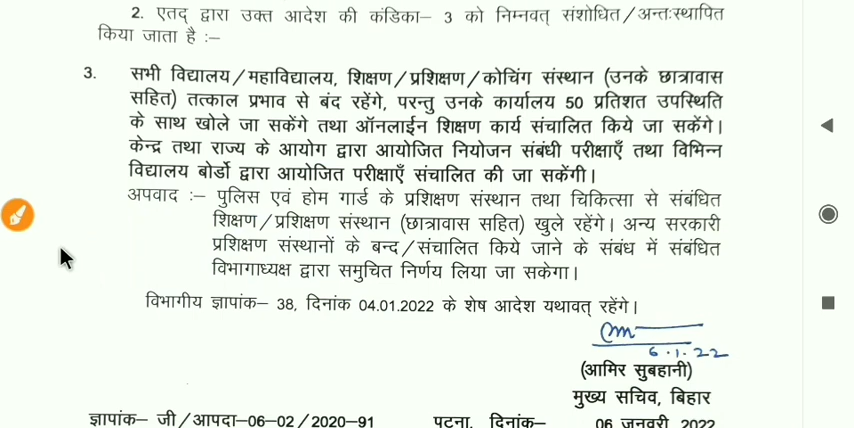 2. एतद् द्वारा उक्त आदेश की कंडिका– 3 को निम्नवत् संशोधित/अन्तःस्थापित
किया जाता है :–
3. सभी विद्यालय/महाविद्यालय, शिक्षण/प्रशिक्षण/कोचिंग संस्थान (उनके छात्रावास
सहित) तत्काल प्रभाव से बंद रहेंगे, परन्तु उनके कार्यालय 50 प्रतिशत उपस्थिति
के साथ खोले जा सकेंगे तथा ऑनलाईन शिक्षण कार्य संचालित किये जा सकेंगे।
केन्द्र तथा राज्य के आयोग द्वारा आयोजित नियोजन संबंधी परीक्षाएँ तथा विभिन्न
विद्यालय बोर्डो द्वारा आयोजित परीक्षाएँ संचालित की जा सकेंगी।
अपवाद :– पुलिस एवं होम गार्ड के प्रशिक्षण संस्थान तथा चिकित्सा से संबंधित
शिक्षण/प्रशिक्षण संस्थान (छात्रावास सहित) खुले रहेंगे। अन्य सरकारी
प्रशिक्षण संस्थानों के बन्द/संचालित किये जाने के संबंध में संबंधित
विभागाध्यक्ष द्वारा समुचित निर्णय लिया जा सकेगा।
विभागीय ज्ञापांक– 38, दिनांक 04.01.2022 के शेष आदेश यथावत् रहेंगे।
6.1.22
(आमिर सुबहानी)
मुख्य सचिव, बिहार
ज्ञापांक– जी/आपदा–06–02/2020–91 पटना, दिनांक– 06 जनवरी 2022